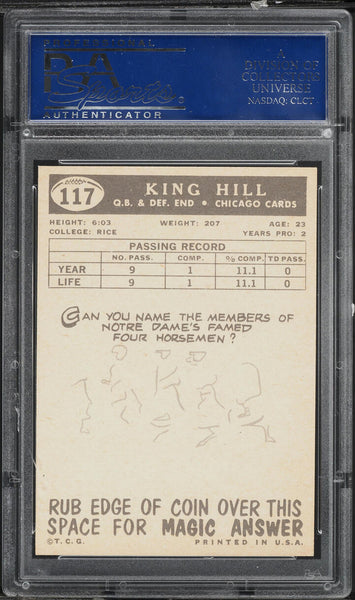 PROFESSIONAL
PSA
Sports
AUTHENTICATOR
A
DIVISION OF
COLLECTORS
UNIVERSE
NASDAQ: CLCT
117
KING HILL
Q.B. & DEF. END • CHICAGO CARDS
HEIGHT: 6:03 WEIGHT: 207 AGE: 23
COLLEGE: RICE YEARS PRO: 2
PASSING RECORD
NO. PASS. COMP. % COMP. TD PASS.
YEAR 9 1 11.1 0
LIFE 9 1 11.1 0
CAN YOU NAME THE MEMBERS OF
NOTRE DAME'S FAMED
FOUR HORSEMEN?
RUB EDGE OF COIN OVER THIS
SPACE FOR MAGIC ANSWER
© T.C.G. PRINTED IN U.S.A.